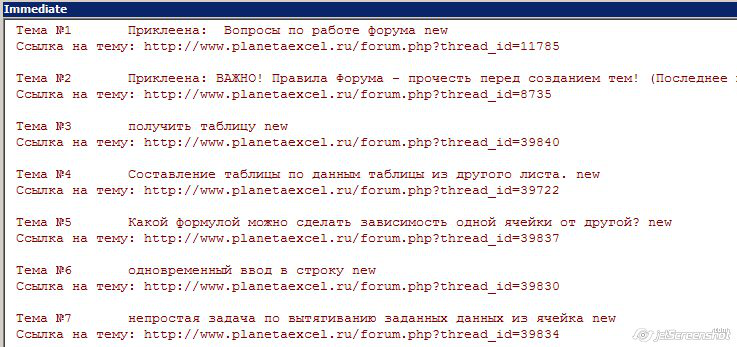 Immediate
Тема №1 Приклеена: Вопросы по работе форума new
Ссылка на тему: http://www.planetaexcel.ru/forum.php?thread_id=11785
Тема №2 Приклеена: ВАЖНО! Правила Форума - прочесть перед созданием тем! (Последнее
Ссылка на тему: http://www.planetaexcel.ru/forum.php?thread_id=8735
Тема №3 получить таблицу new
Ссылка на тему: http://www.planetaexcel.ru/forum.php?thread_id=39840
Тема №4 Составление таблицы по данным таблицы из другого листа. new
Ссылка на тему: http://www.planetaexcel.ru/forum.php?thread_id=39722
Тема №5 Какой формулой можно сделать зависимость одной ячейки от другой? new
Ссылка на тему: http://www.planetaexcel.ru/forum.php?thread_id=39837
Тема №6 одновременный ввод в строку new
Ссылка на тему: http://www.planetaexcel.ru/forum.php?thread_id=39830
Тема №7 непростая задача по вытягиванию заданных данных из ячейка new
Ссылка на тему: http://www.planetaexcel.ru/forum.php?thread_id=39834
jetScreenshot